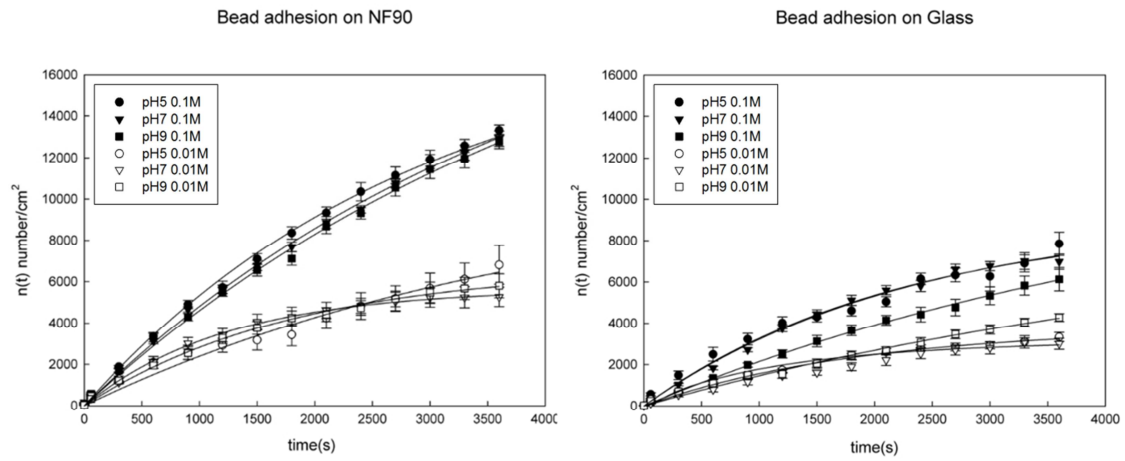 Bead adhesion on NF90
16000
14000
12000
10000
8000
6000
4000
2000
0
n(t) number/cm²
pH5 0.1M
pH7 0.1M
pH9 0.1M
pH5 0.01M
pH7 0.01M
pH9 0.01M
0 500 1000 1500 2000 2500 3000 3500 4000
time(s)
Bead adhesion on Glass
16000
14000
12000
10000
8000
6000
4000
2000
0
n(t) number/cm²
pH5 0.1M
pH7 0.1M
pH9 0.1M
pH5 0.01M
pH7 0.01M
pH9 0.01M
0 500 1000 1500 2000 2500 3000 3500 4000
time(s)